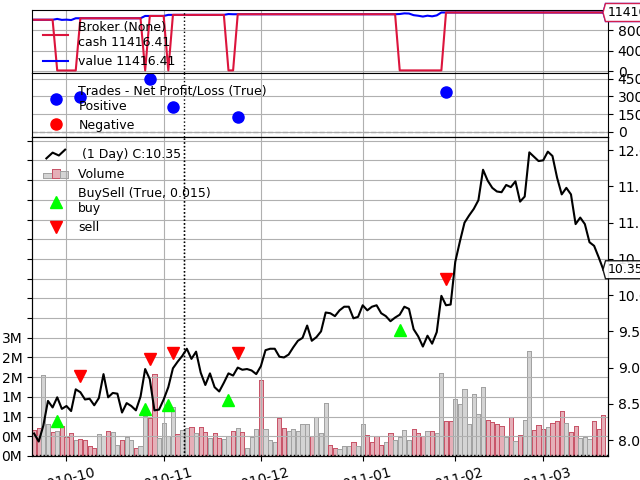 Broker (None)
cash 11416.41
value 11416.41
Trades - Net Profit/Loss (True)
Positive
Negative
(1 Day) C:10.35
Volume
BuySell (True, 0.015)
buy
sell
11416
800
400
0
450
300
150
0
12.
11.
11.
10.
10.35
10.
9.5
9.0
8.5
8.0
3M
2M
2M
1M
1M
0M
0M
010-10
010-11
010-12
011-01
011-02
011-03